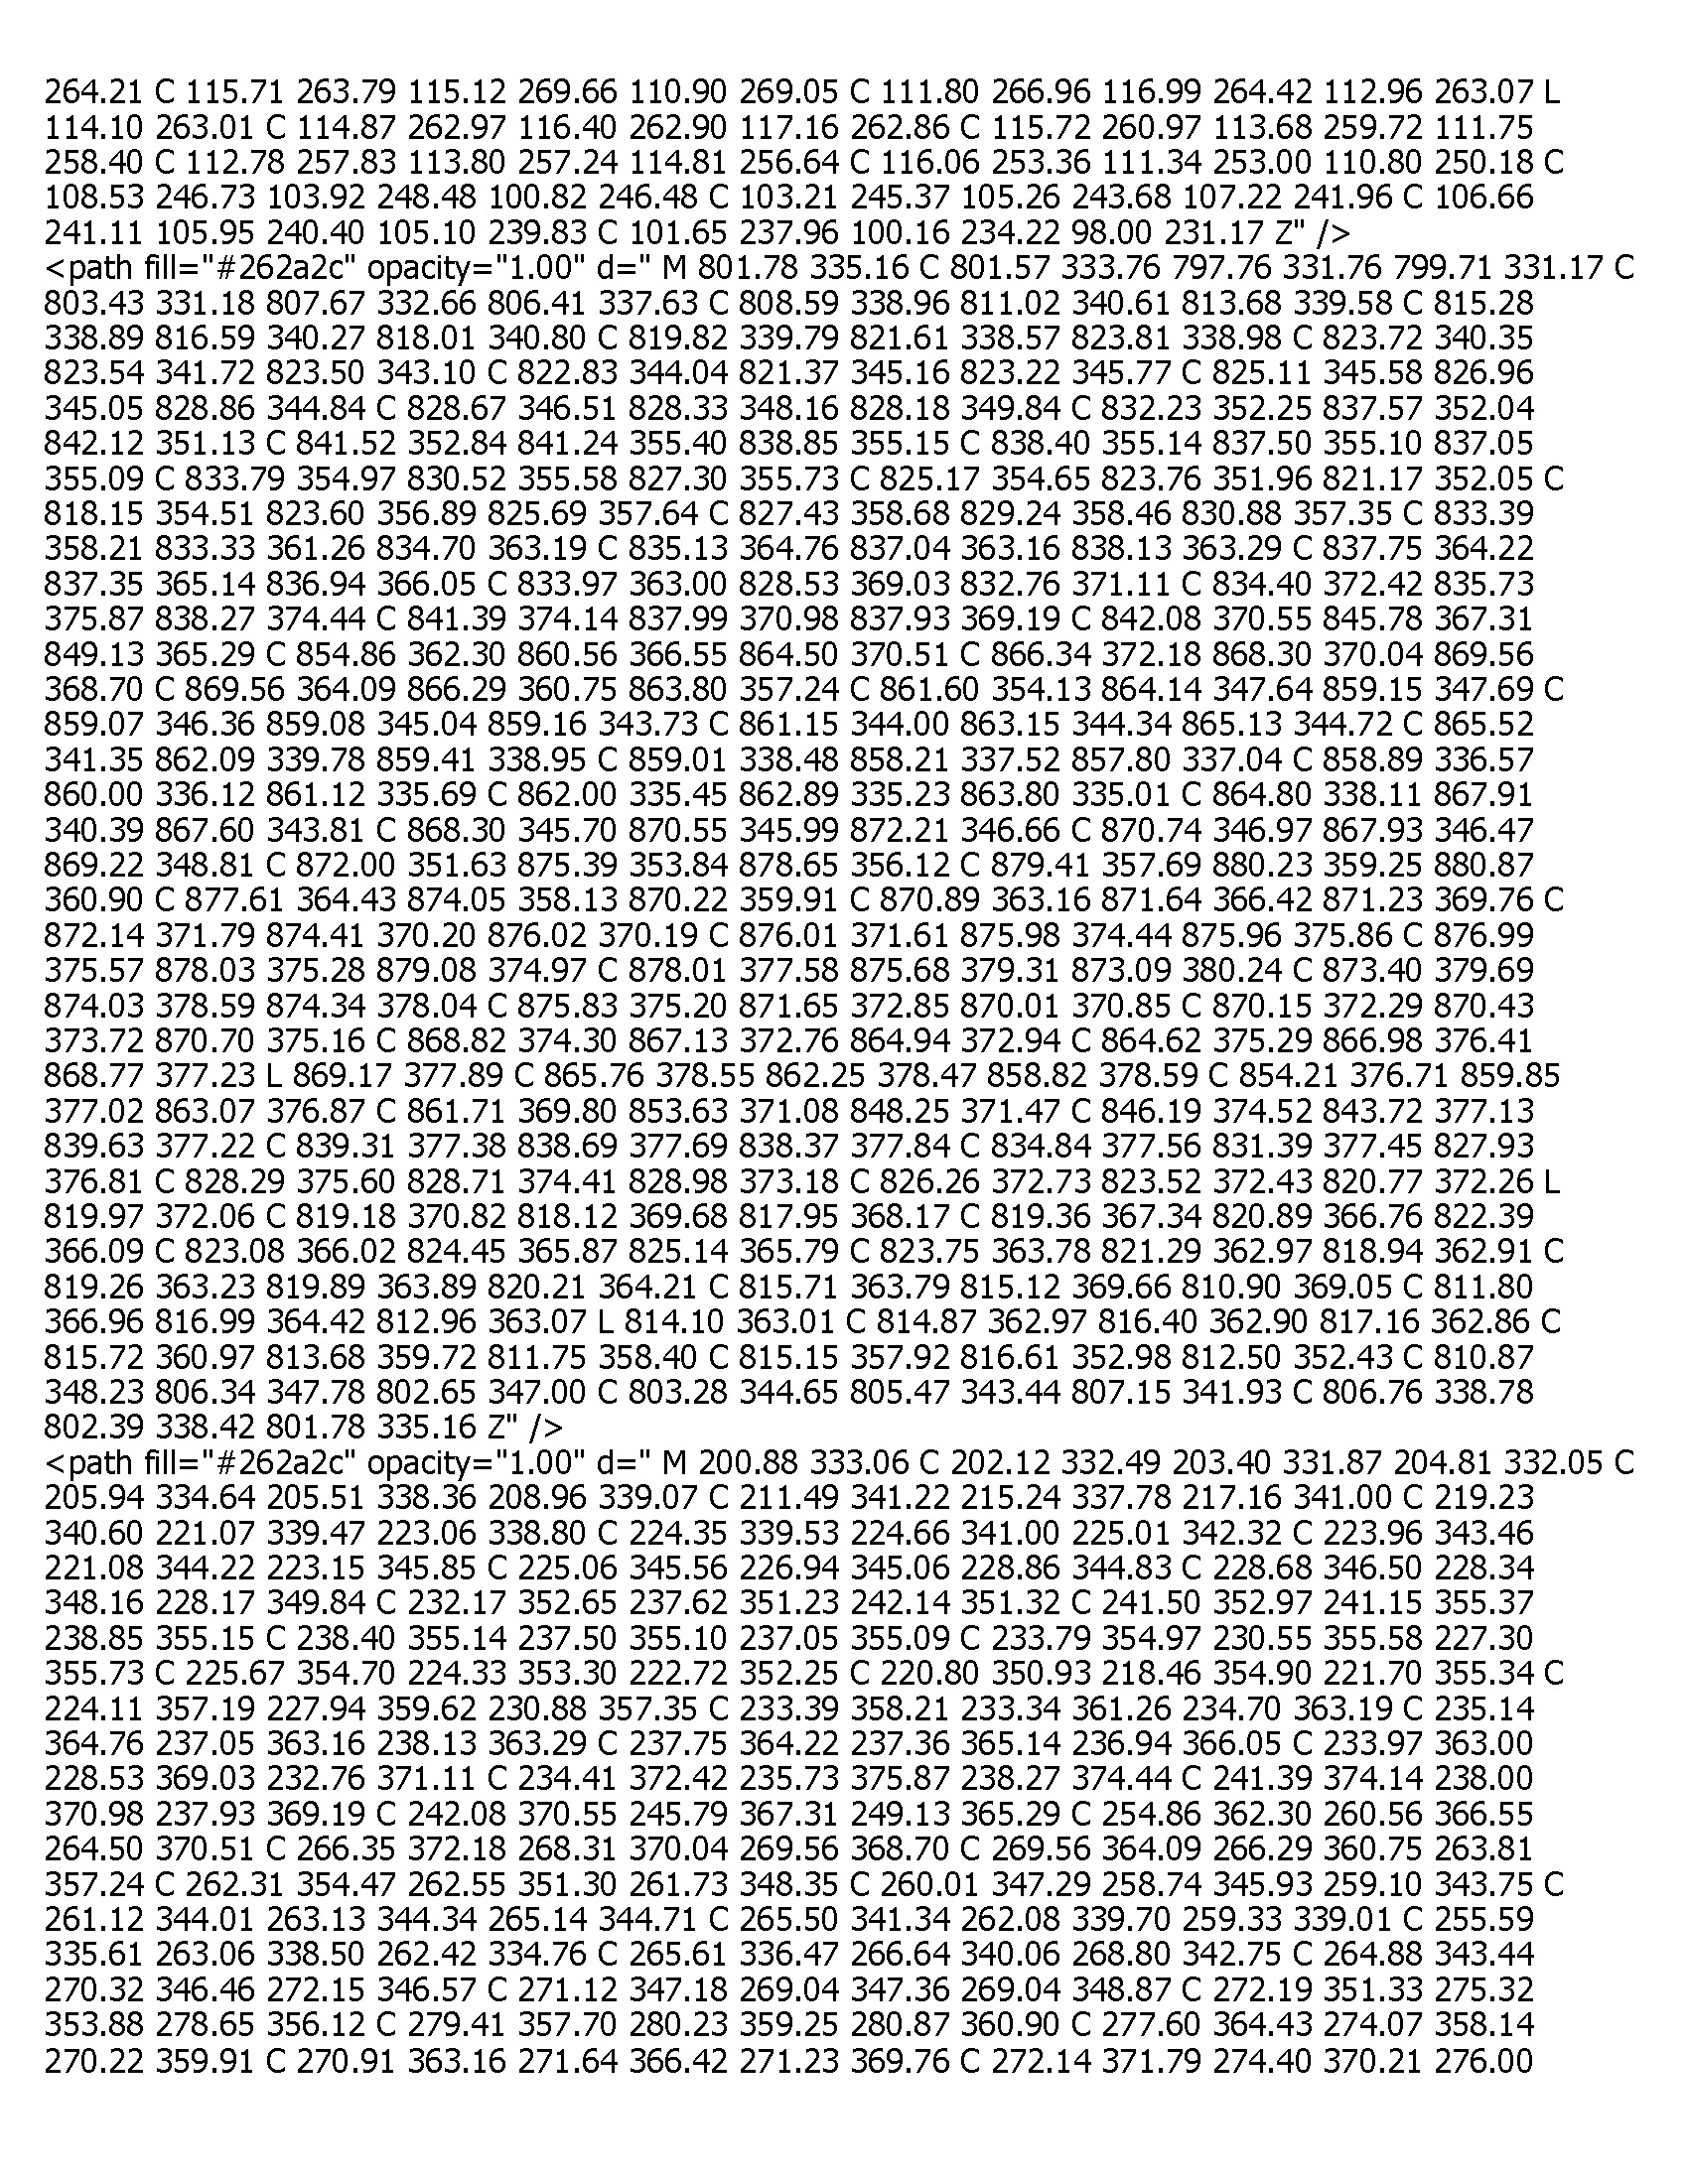 264.21 C 115.71 263.79 115.12 269.66 110.90 269.05 C 111.80 266.96 116.99 264.42 112.96 263.07 L
114.10 263.01 C 114.87 262.97 116.40 262.90 117.16 262.86 C 115.72 260.97 113.68 259.72 111.75
258.40 C 112.78 257.83 113.80 257.24 114.81 256.64 C 116.06 253.36 111.34 253.00 110.80 250.18 C
108.53 246.73 103.92 248.48 100.82 246.48 C 103.21 245.37 105.26 243.68 107.22 241.96 C 106.66
241.11 105.95 240.40 105.10 239.83 C 101.65 237.96 100.16 234.22 98.00 231.17 Z" />
<path fill="#262a2c" opacity="1.00" d=" M 801.78 335.16 C 801.57 333.76 797.76 331.76 799.71 331.17 C
803.43 331.18 807.67 332.66 806.41 337.63 C 808.59 338.96 811.02 340.61 813.68 339.58 C 815.28
338.89 816.59 340.27 818.01 340.80 C 819.82 339.79 821.61 338.57 823.81 338.98 C 823.72 340.35
823.54 341.72 823.50 343.10 C 822.83 344.04 821.37 345.16 823.22 345.77 C 825.11 345.58 826.96
345.05 828.86 344.84 C 828.67 346.51 828.33 348.16 828.18 349.84 C 832.23 352.25 837.57 352.04
842.12 351.13 C 841.52 352.84 841.24 355.40 838.85 355.15 C 838.40 355.14 837.50 355.10 837.05
355.09 C 833.79 354.97 830.52 355.58 827.30 355.73 C 825.17 354.65 823.76 351.96 821.17 352.05 C
818.15 354.51 823.60 356.89 825.69 357.64 C 827.43 358.68 829.24 358.46 830.88 357.35 C 833.39
358.21 833.33 361.26 834.70 363.19 C 835.13 364.76 837.04 363.16 838.13 363.29 C 837.75 364.22
837.35 365.14 836.94 366.05 C 833.97 363.00 828.53 369.03 832.76 371.11 C 834.40 372.42 835.73
375.87 838.27 374.44 C 841.39 374.14 837.99 370.98 837.93 369.19 C 842.08 370.55 845.78 367.31
849.13 365.29 C 854.86 362.30 860.56 366.55 864.50 370.51 C 866.34 372.18 868.30 370.04 869.56
368.70 C 869.56 364.09 866.29 360.75 863.80 357.24 C 861.60 354.13 864.14 347.64 859.15 347.69 C
859.07 346.36 859.08 345.04 859.16 343.73 C 861.15 344.00 863.15 344.34 865.13 344.72 C 865.52
341.35 862.09 339.78 859.41 338.95 C 859.01 338.48 858.21 337.52 857.80 337.04 C 858.89 336.57
860.00 336.12 861.12 335.69 C 862.00 335.45 862.89 335.23 863.80 335.01 C 864.80 338.11 867.91
340.39 867.60 343.81 C 868.30 345.70 870.55 345.99 872.21 346.66 C 870.74 346.97 867.93 346.47
869.22 348.81 C 872.00 351.63 875.39 353.84 878.65 356.12 C 879.41 357.69 880.23 359.25 880.87
360.90 C 877.61 364.43 874.05 358.13 870.22 359.91 C 870.89 363.16 871.64 366.42 871.23 369.76 C
872.14 371.79 874.41 370.20 876.02 370.19 C 876.01 371.61 875.98 374.44 875.96 375.86 C 876.99
375.57 878.03 375.28 879.08 374.97 C 878.01 377.58 875.68 379.31 873.09 380.24 C 873.40 379.69
874.03 378.59 874.34 378.04 C 875.83 375.20 871.65 372.85 870.01 370.85 C 870.15 372.29 870.43
373.72 870.70 375.16 C 868.82 374.30 867.13 372.76 864.94 372.94 C 864.62 375.29 866.98 376.41
868.77 377.23 L 869.17 377.89 C 865.76 378.55 862.25 378.47 858.82 378.59 C 854.21 376.71 859.85
377.02 863.07 376.87 C 861.71 369.80 853.63 371.08 848.25 371.47 C 846.19 374.52 843.72 377.13
839.63 377.22 C 839.31 377.38 838.69 377.69 838.37 377.84 C 834.84 377.56 831.39 377.45 827.93
376.81 C 828.29 375.60 828.71 374.41 828.98 373.18 C 826.26 372.73 823.52 372.43 820.77 372.26 L
819.97 372.06 C 819.18 370.82 818.12 369.68 817.95 368.17 C 819.36 367.34 820.89 366.76 822.39
366.09 C 823.08 366.02 824.45 365.87 825.14 365.79 C 823.75 363.78 821.29 362.97 818.94 362.91 C
819.26 363.23 819.89 363.89 820.21 364.21 C 815.71 363.79 815.12 369.66 810.90 369.05 C 811.80
366.96 816.99 364.42 812.96 363.07 L 814.10 363.01 C 814.87 362.97 816.40 362.90 817.16 362.86 C
815.72 360.97 813.68 359.72 811.75 358.40 C 815.15 357.92 816.61 352.98 812.50 352.43 C 810.87
348.23 806.34 347.78 802.65 347.00 C 803.28 344.65 805.47 343.44 807.15 341.93 C 806.76 338.78
802.39 338.42 801.78 335.16 Z" />
<path fill="#262a2c" opacity="1.00" d=" M 200.88 333.06 C 202.12 332.49 203.40 331.87 204.81 332.05 C
205.94 334.64 205.51 338.36 208.96 339.07 C 211.49 341.22 215.24 337.78 217.16 341.00 C 219.23
340.60 221.07 339.47 223.06 338.80 C 224.35 339.53 224.66 341.00 225.01 342.32 C 223.96 343.46
221.08 344.22 223.15 345.85 C 225.06 345.56 226.94 345.06 228.86 344.83 C 228.68 346.50 228.34
348.16 228.17 349.84 C 232.17 352.65 237.62 351.23 242.14 351.32 C 241.50 352.97 241.15 355.37
238.85 355.15 C 238.40 355.14 237.50 355.10 237.05 355.09 C 233.79 354.97 230.55 355.58 227.30
355.73 C 225.67 354.70 224.33 353.30 222.72 352.25 C 220.80 350.93 218.46 354.90 221.70 355.34 C
224.11 357.19 227.94 359.62 230.88 357.35 C 233.39 358.21 233.34 361.26 234.70 363.19 C 235.14
364.76 237.05 363.16 238.13 363.29 C 237.75 364.22 237.36 365.14 236.94 366.05 C 233.97 363.00
228.53 369.03 232.76 371.11 C 234.41 372.42 235.73 375.87 238.27 374.44 C 241.39 374.14 238.00
370.98 237.93 369.19 C 242.08 370.55 245.79 367.31 249.13 365.29 C 254.86 362.30 260.56 366.55
264.50 370.51 C 266.35 372.18 268.31 370.04 269.56 368.70 C 269.56 364.09 266.29 360.75 263.81
357.24 C 262.31 354.47 262.55 351.30 261.73 348.35 C 260.01 347.29 258.74 345.93 259.10 343.75 C
261.12 344.01 263.13 344.34 265.14 344.71 C 265.50 341.34 262.08 339.70 259.33 339.01 C 255.59
335.61 263.06 338.50 262.42 334.76 C 265.61 336.47 266.64 340.06 268.80 342.75 C 264.88 343.44
270.32 346.46 272.15 346.57 C 271.12 347.18 269.04 347.36 269.04 348.87 C 272.19 351.33 275.32
353.88 278.65 356.12 C 279.41 357.70 280.23 359.25 280.87 360.90 C 277.60 364.43 274.07 358.14
270.22 359.91 C 270.91 363.16 271.64 366.42 271.23 369.76 C 272.14 371.79 274.40 370.21 276.00